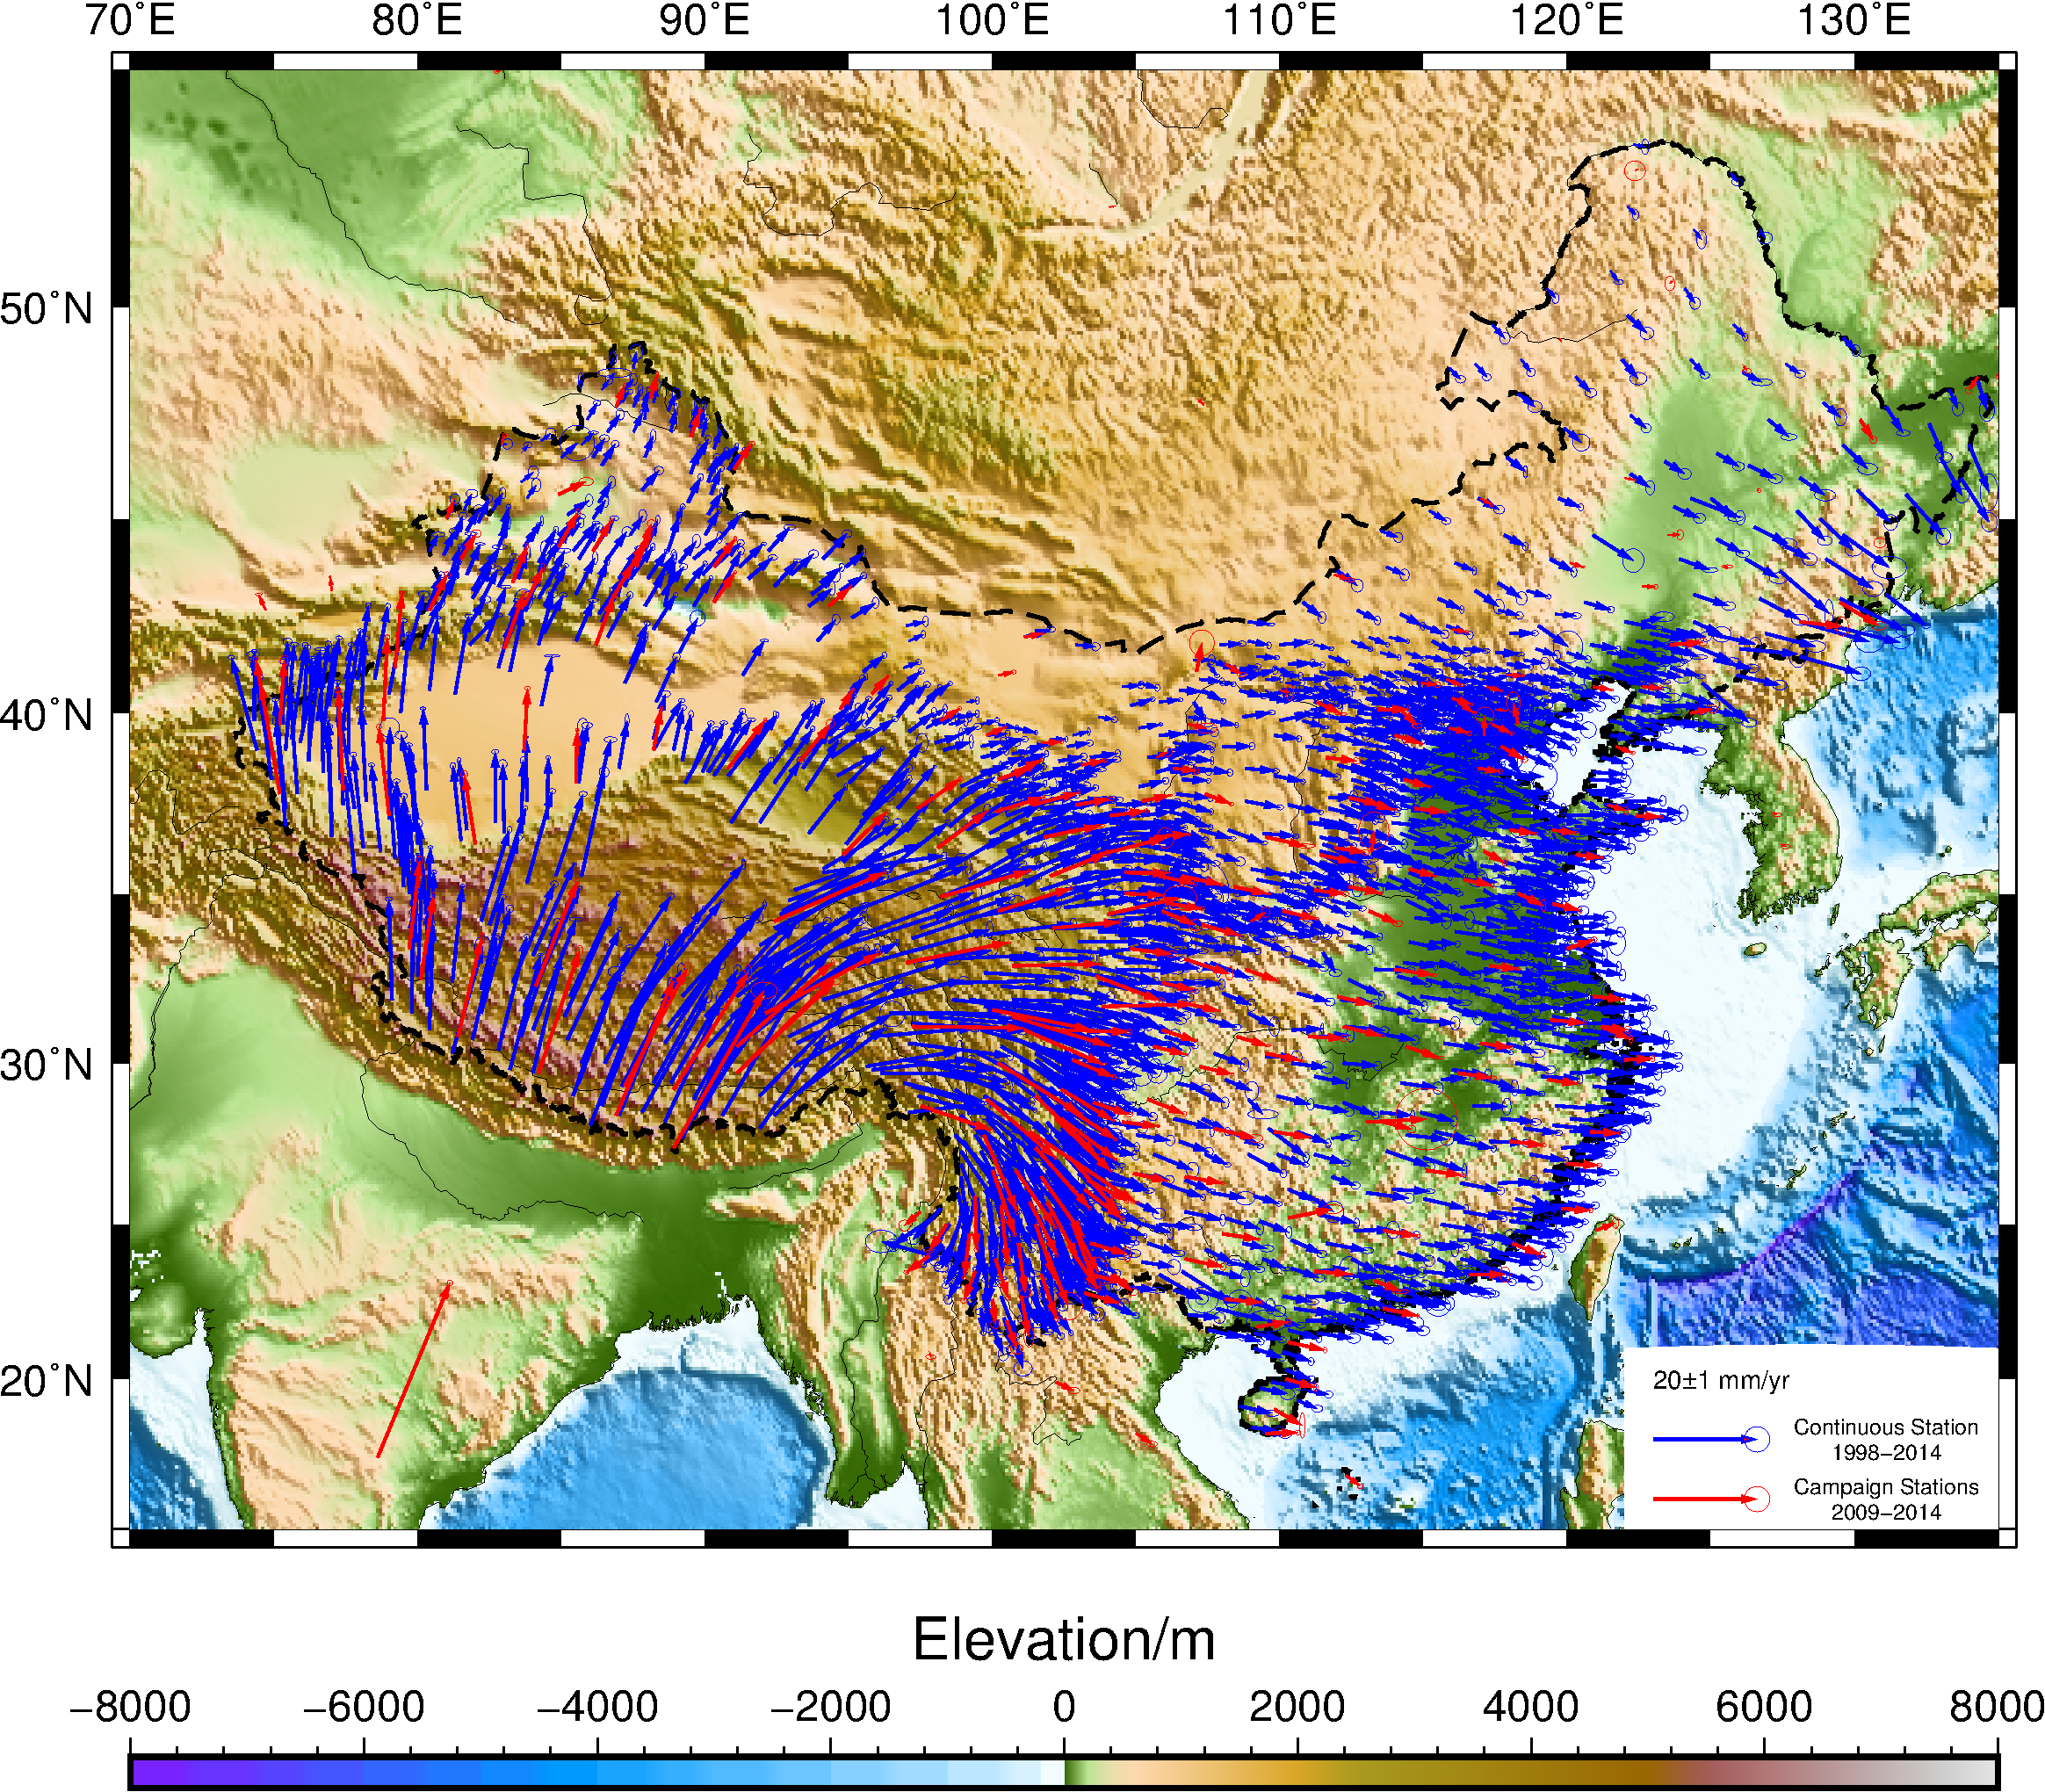 70°E 80°E 90°E 100°E 110°E 120°E 130°E
50°N
40°N
30°N
20°N
20±1 mm/yr
Continuous Station
1998−2014
Campaign Stations
2009−2014
Elevation/m
−8000 −6000 −4000 −2000 0 2000 4000 6000 8000